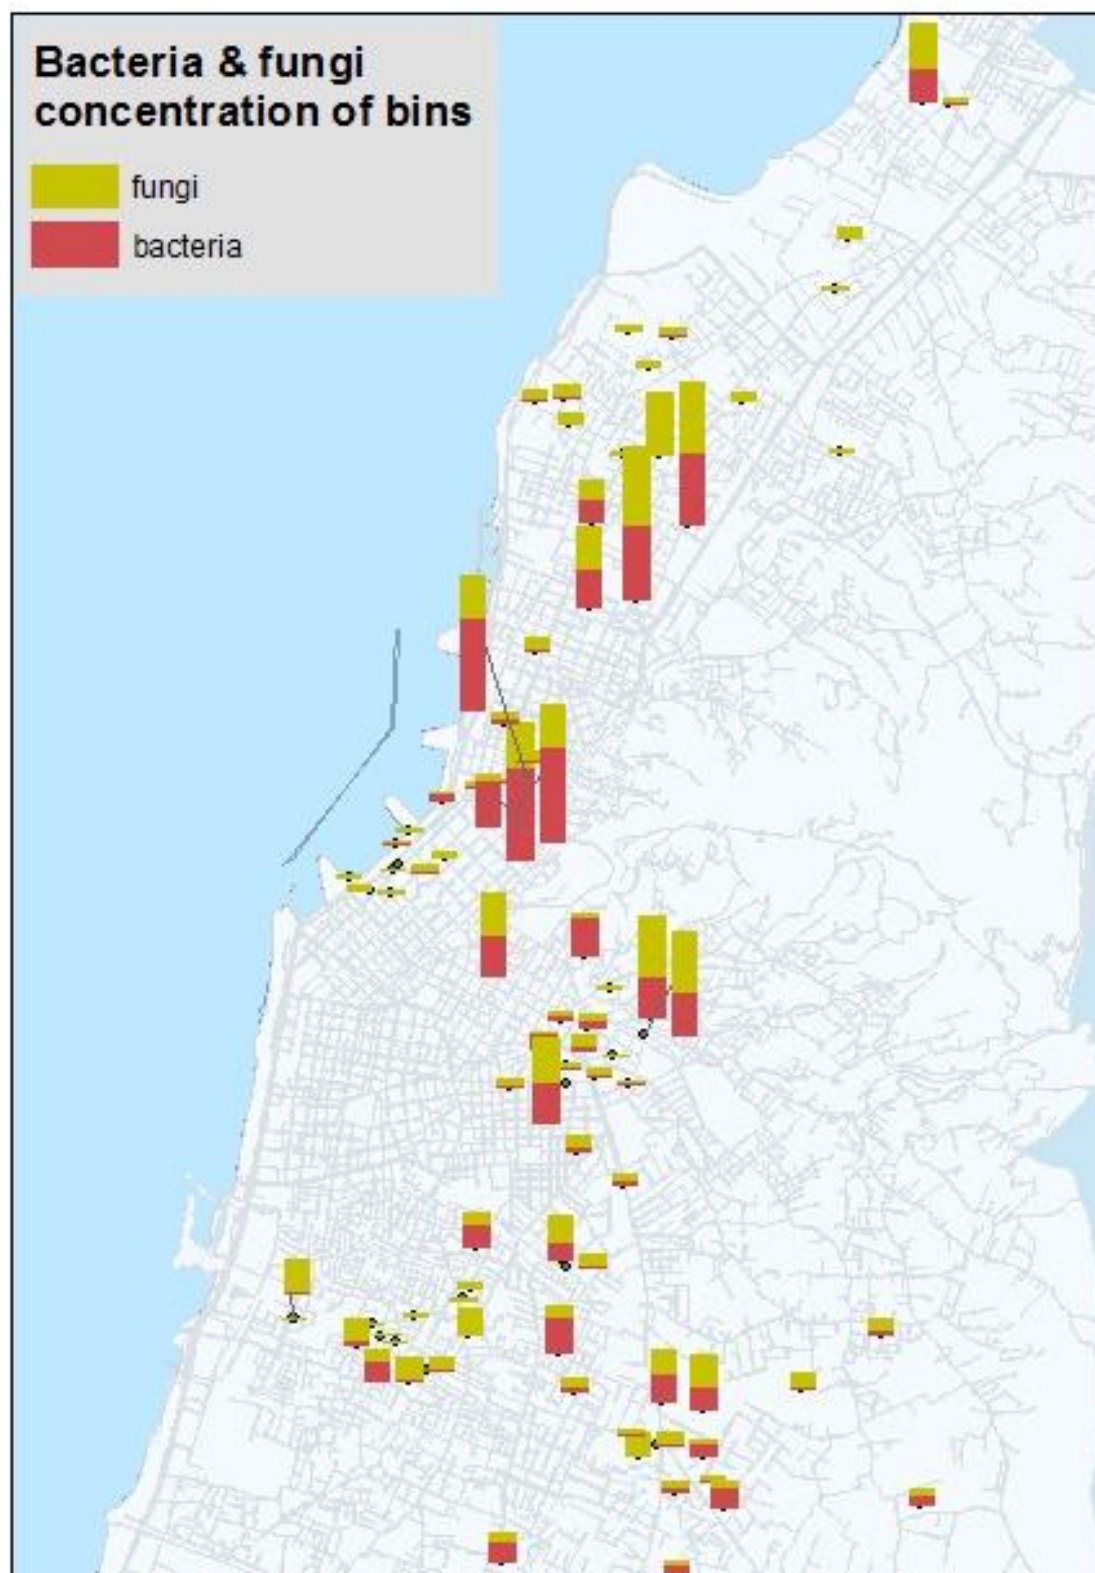 Bacteria & fungi
concentration of bins
fungi
bacteria